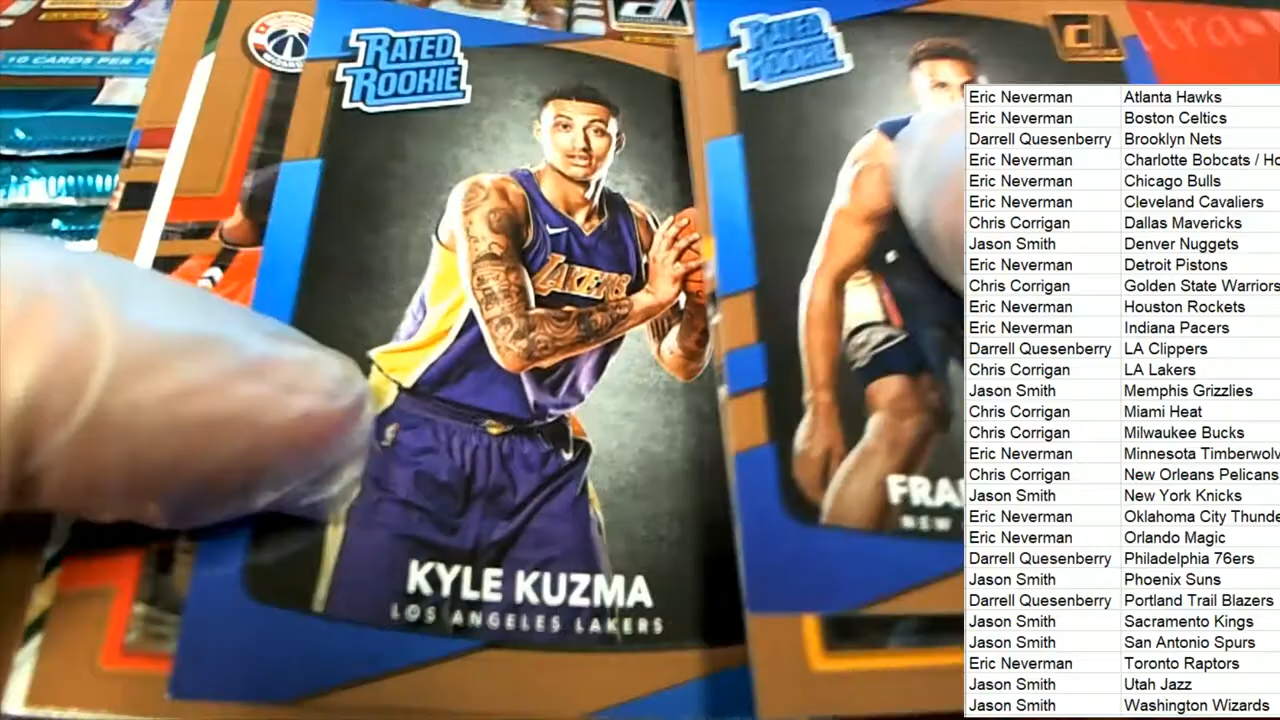 10 CARDS PER PA
WIZARDS
RATED
ROOKIE
RATED
ROOKIE
LAKERS
KYLE KUZMA
LOS ANGELES LAKERS
FRA
NEW
Eric Neverman Atlanta Hawks
Eric Neverman Boston Celtics
Darrell Quesenberry Brooklyn Nets
Eric Neverman Charlotte Bobcats / Ho
Eric Neverman Chicago Bulls
Eric Neverman Cleveland Cavaliers
Chris Corrigan Dallas Mavericks
Jason Smith Denver Nuggets
Eric Neverman Detroit Pistons
Chris Corrigan Golden State Warriors
Eric Neverman Houston Rockets
Eric Neverman Indiana Pacers
Darrell Quesenberry LA Clippers
Chris Corrigan LA Lakers
Jason Smith Memphis Grizzlies
Chris Corrigan Miami Heat
Chris Corrigan Milwaukee Bucks
Eric Neverman Minnesota Timberwolv
Chris Corrigan New Orleans Pelicans
Jason Smith New York Knicks
Eric Neverman Oklahoma City Thunde
Eric Neverman Orlando Magic
Darrell Quesenberry Philadelphia 76ers
Jason Smith Phoenix Suns
Darrell Quesenberry Portland Trail Blazers
Jason Smith Sacramento Kings
Jason Smith San Antonio Spurs
Eric Neverman Toronto Raptors
Jason Smith Utah Jazz
Jason Smith Washington Wizards